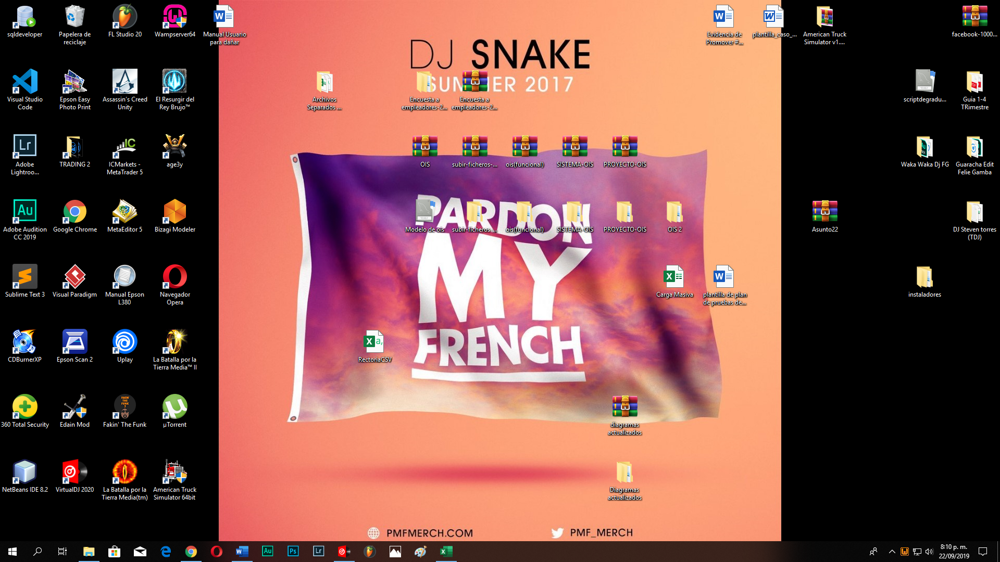 sqldeveloper
Papelera de
reciclaje
FL Studio 20
Wampserver64
Manual Usuario
para dañar
Evidencia de
Promover #...
plantilla_caso_...
American Truck
Simulator v1....
facebook-1000...
DJ SNAKE
SUMMER 2017
Visual Studio
Code
Epson Easy
Photo Print
Assassin's Creed
Unity
El Resurgir del
Rey Brujo™
Archivos
Separados ...
Encuesta a
empleadores-2...
Encuesta a
empleadores-2...
scriptdegradu...
Guia 1-4
TRimestre
Adobe
Lightroo...
TRADING 2
ICMarkets -
MetaTrader 5
age3y
OIS
subir-ficheros-...
ois(funcional)
SISTEMA-OIS
PROYECTO-OIS
Waka Waka Dj FG
Guaracha Edit
Felie Gamba
Adobe Audition
CC 2019
Google Chrome
MetaEditor 5
Bizagi Modeler
Modelo de ois
subir-ficheros-...
ois(funcional)
SISTEMA-OIS
PROYECTO-OIS
OIS 2
Asunto22
DJ Steven torres
(TDJ)
PARDON
MY
FRENCH
Sublime Text 3
Visual Paradigm
Manual Epson
L380
Navegador
Opera
Carga Masiva
plantilla de plan
de pruebas de...
instaladores
CDBurnerXP
Epson Scan 2
Uplay
La Batalla por la
Tierra Media™ II
RectoriaCSV
360 Total Security
Edain Mod
Fakin' The Funk
µTorrent
diagramas
actualizados
NetBeans IDE 8.2
VirtualDJ 2020
La Batalla por la
Tierra Media(tm)
American Truck
Simulator 64bit
Diagramas
actualizados
PMFMERCH.COM
PMF_MERCH
8:10 p. m.
22/09/2019